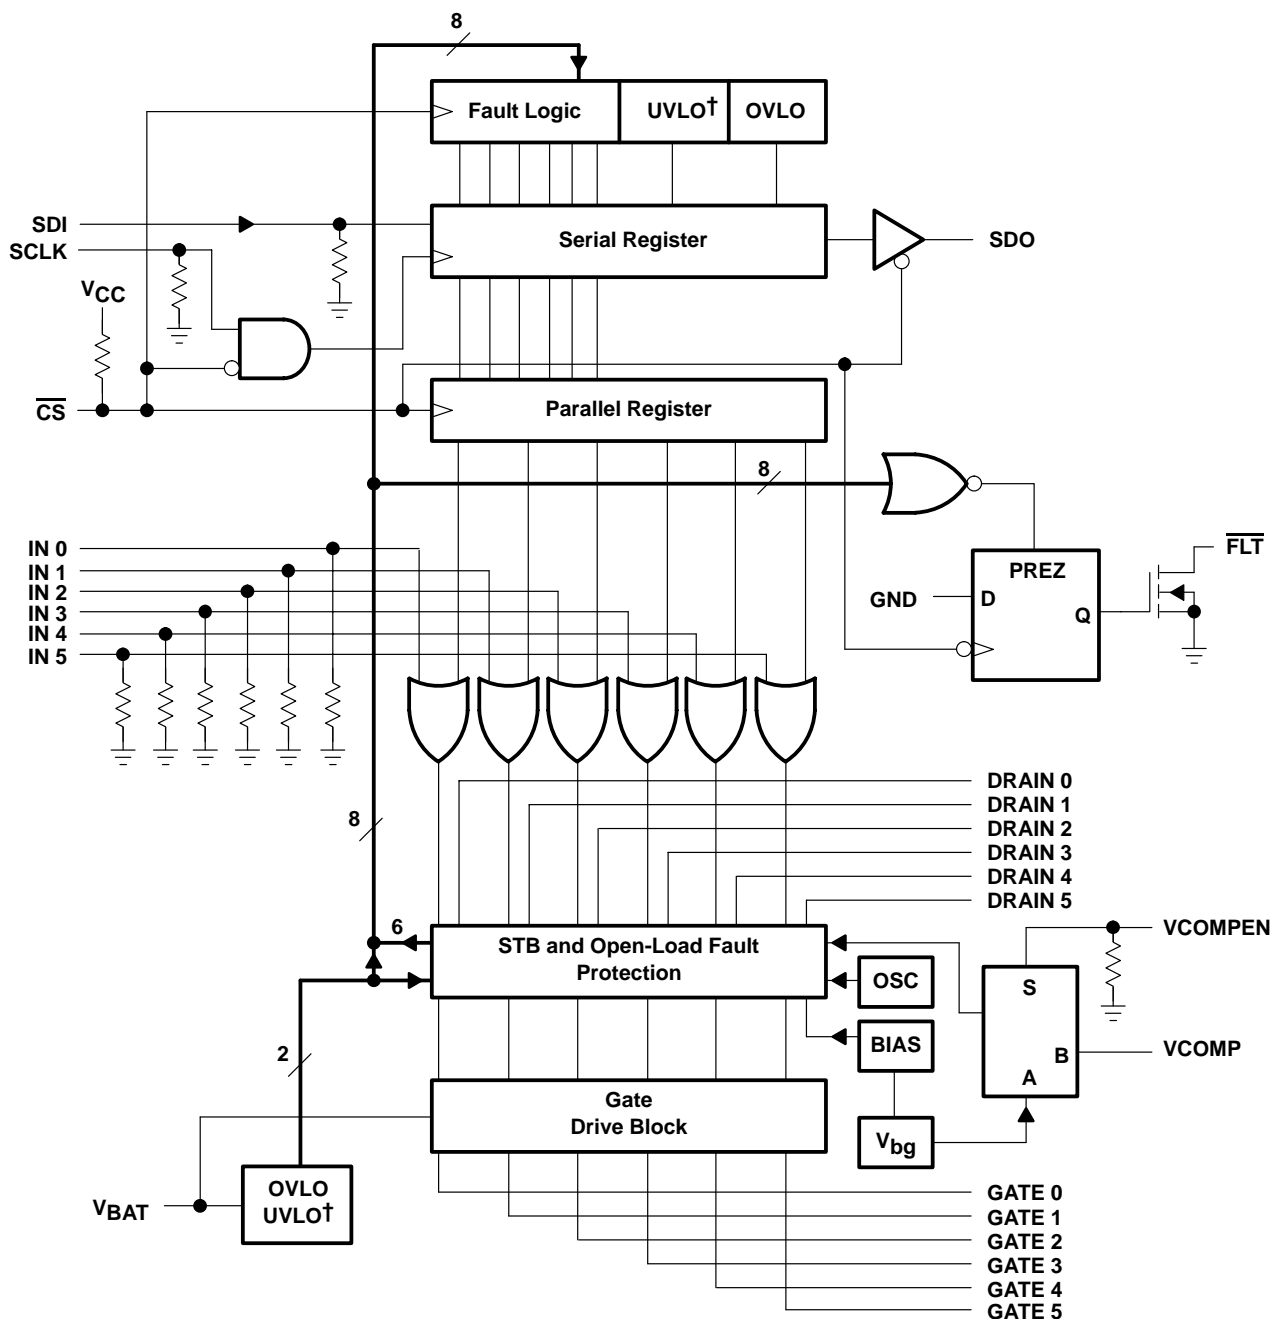 8
Fault Logic
UVLO†
OVLO
SDI
SCLK
Serial Register
SDO
VCC
CS
Parallel Register
8
FLT
IN 0
IN 1
IN 2
IN 3
IN 4
IN 5
PREZ
GND
D
Q
DRAIN 0
DRAIN 1
DRAIN 2
DRAIN 3
DRAIN 4
DRAIN 5
8
6
STB and Open-Load Fault
Protection
VCOMPEN
OSC
S
BIAS
B
VCOMP
A
2
Gate
Drive Block
Vbg
VBAT
OVLO
UVLO†
GATE 0
GATE 1
GATE 2
GATE 3
GATE 4
GATE 5